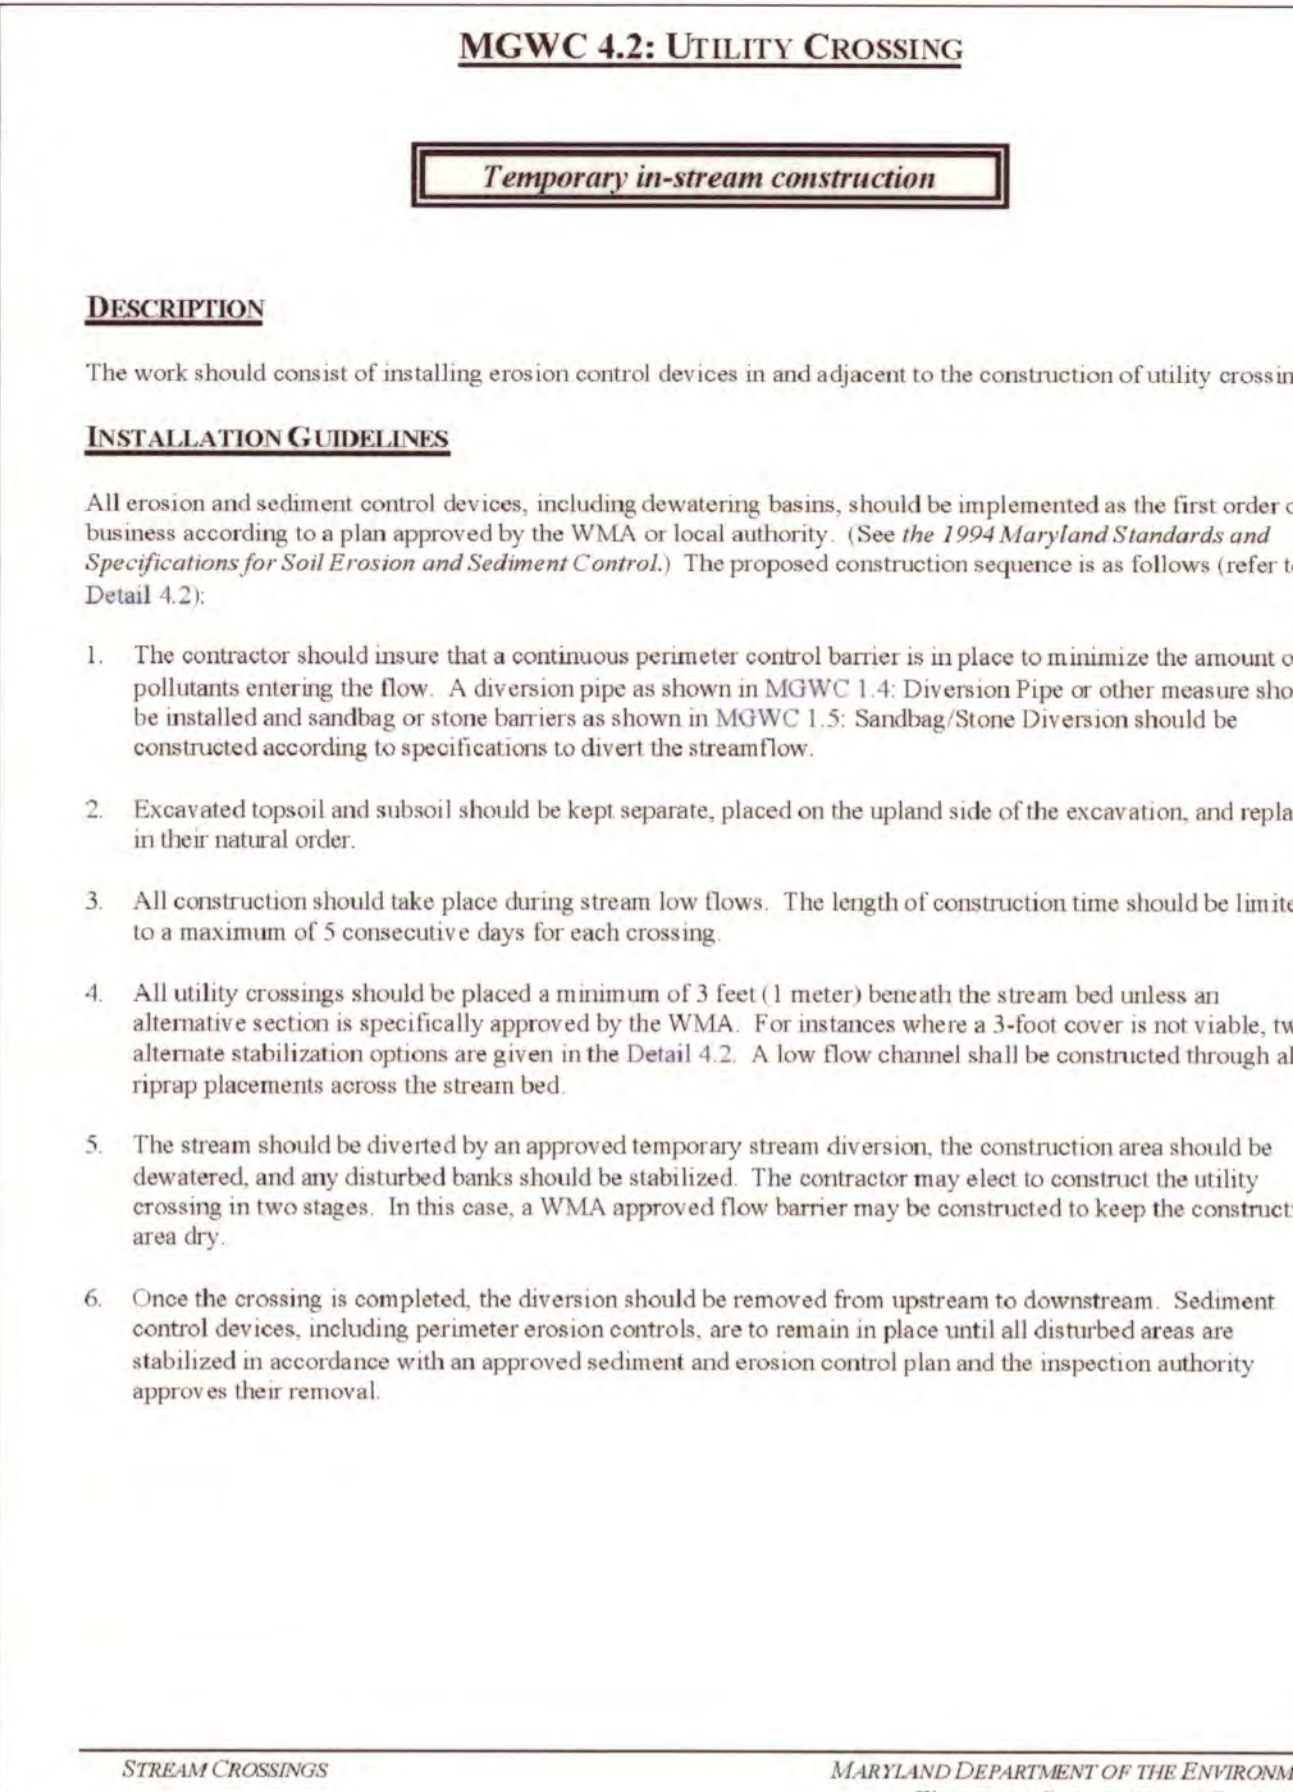 MGWC 4.2: UTILITY CROSSING
Temporary in-stream construction
DESCRIPTION
The work should consist of installing erosion control devices in and adjacent to the construction of utility crossin
INSTALLATION GUIDELINES
All erosion and sediment control devices, including dewatering basins, should be implemented as the first order o
business according to a plan approved by the WMA or local authority. (See the 1994 Maryland Standards and
Specifications for Soil Erosion and Sediment Control.) The proposed construction sequence is as follows (refer t
Detail 4.2):
1. The contractor should insure that a continuous perimeter control barrier is in place to minimize the amount o
pollutants entering the flow. A diversion pipe as shown in MGWC 1.4: Diversion Pipe or other measure sho
be installed and sandbag or stone barriers as shown in MGWC 1.5: Sandbag/Stone Diversion should be
constructed according to specifications to divert the streamflow.
2. Excavated topsoil and subsoil should be kept separate, placed on the upland side of the excavation, and repla
in their natural order.
3. All construction should take place during stream low flows. The length of construction time should be limite
to a maximum of 5 consecutive days for each crossing.
4. All utility crossings should be placed a minimum of 3 feet (1 meter) beneath the stream bed unless an
alternative section is specifically approved by the WMA. For instances where a 3-foot cover is not viable, tw
alternate stabilization options are given in the Detail 4.2. A low flow channel shall be constructed through al
riprap placements across the stream bed.
5. The stream should be diverted by an approved temporary stream diversion, the construction area should be
dewatered, and any disturbed banks should be stabilized. The contractor may elect to construct the utility
crossing in two stages. In this case, a WMA approved flow barrier may be constructed to keep the construct
area dry.
6. Once the crossing is completed, the diversion should be removed from upstream to downstream. Sediment
control devices, including perimeter erosion controls, are to remain in place until all disturbed areas are
stabilized in accordance with an approved sediment and erosion control plan and the inspection authority
approves their removal.
STREAM CROSSINGS
MARYLAND DEPARTMENT OF THE ENVIRONM